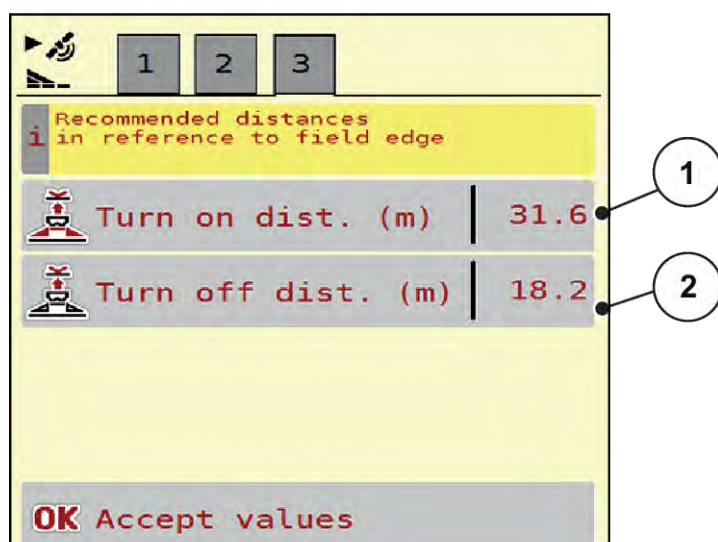 1 2 3
i Recommended distances
in reference to field edge
Turn on dist. (m) 31.6
1
Turn off dist. (m) 18.2
2
OK Accept values